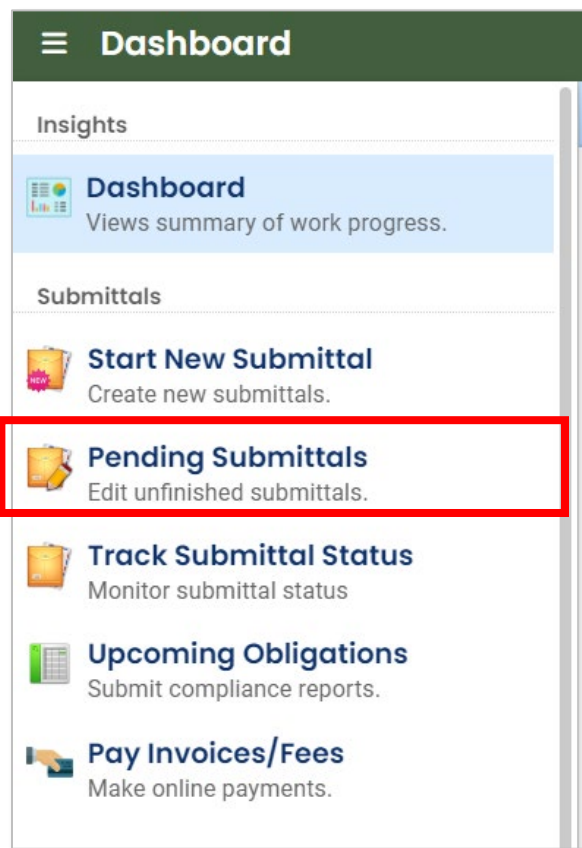 Dashboard
Insights
Dashboard
Views summary of work progress.
Submittals
NEW
Start New Submittal
Create new submittals.
Pending Submittals
Edit unfinished submittals.
Track Submittal Status
Monitor submittal status
Upcoming Obligations
Submit compliance reports.
Pay Invoices/Fees
Make online payments.